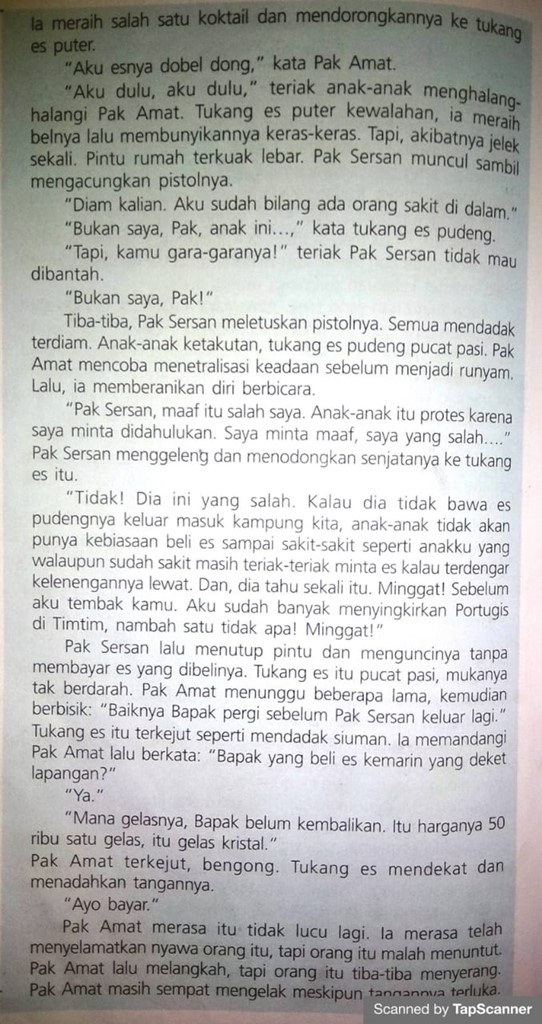 Ia meraih salah satu koktail dan mendorongkannya ke tukang
es puter.
"Aku esnya dobel dong," kata Pak Amat.
"Aku dulu, aku dulu," teriak anak-anak menghalang-
halangi Pak Amat. Tukang es puter kewalahan, ia meraih
belnya lalu membunyikannya keras-keras. Tapi, akibatnya jelek
sekali. Pintu rumah terkuak lebar. Pak Sersan muncul sambil
mengacungkan pistolnya.
"Diam kalian. Aku sudah bilang ada orang sakit di dalam."
"Bukan saya, Pak, anak ini...," kata tukang es pudeng.
"Tapi, kamu gara-garanya!" teriak Pak Sersan tidak mau
dibantah.
"Bukan saya, Pak!"
Tiba-tiba, Pak Sersan meletuskan pistolnya. Semua mendadak
terdiam. Anak-anak ketakutan, tukang es pudeng pucat pasi. Pak
Amat mencoba menetralisasi keadaan sebelum menjadi runyam.
Lalu, ia memberanikan diri berbicara.
"Pak Sersan, maaf itu salah saya. Anak-anak itu protes karena
saya minta didahulukan. Saya minta maaf, saya yang salah...."
Pak Sersan menggeleng dan menodongkan senjatanya ke tukang
es itu.
"Tidak! Dia ini yang salah. Kalau dia tidak bawa es
pudengnya keluar masuk kampung kita, anak-anak tidak akan
punya kebiasaan beli es sampai sakit-sakit seperti anakku yang
walaupun sudah sakit masih teriak-teriak minta es kalau terdengar
kelenengannya lewat. Dan, dia tahu sekali itu. Minggat! Sebelum
aku tembak kamu. Aku sudah banyak menyingkirkan Portugis
di Timtim, nambah satu tidak apa! Minggat!"
Pak Sersan lalu menutup pintu dan menguncinya tanpa
membayar es yang dibelinya. Tukang es itu pucat pasi, mukanya
tak berdarah. Pak Amat menunggu beberapa lama, kemudian
berbisik: "Baiknya Bapak pergi sebelum Pak Sersan keluar lagi."
Tukang es itu terkejut seperti mendadak siuman. Ia memandangi
Pak Amat lalu berkata: "Bapak yang beli es kemarin yang deket
lapangan?"
"Ya."
"Mana gelasnya, Bapak belum kembalikan. Itu harganya 50
ribu satu gelas, itu gelas kristal."
Pak Amat terkejut, bengong. Tukang es mendekat dan
menadahkan tangannya.
"Ayo bayar."
Pak Amat merasa itu tidak lucu lagi. Ia merasa telah
menyelamatkan nyawa orang itu, tapi orang itu malah menuntut.
Pak Amat lalu melangkah, tapi orang itu tiba-tiba menyerang.
Pak Amat masih sempat mengelak meskipun tangannya terluka.
Scanned by TapScanner